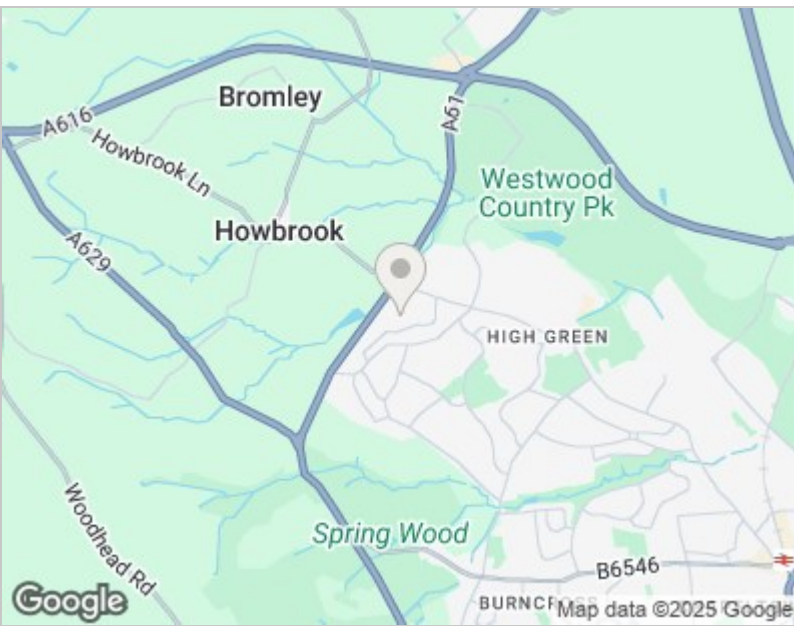 Bromley
A61
A616
Howbrook Ln
Westwood
Country Pk
Howbrook
A629
HIGH GREEN
Spring Wood
Woodhead Rd
B6546
Google
Map data ©2025 Google